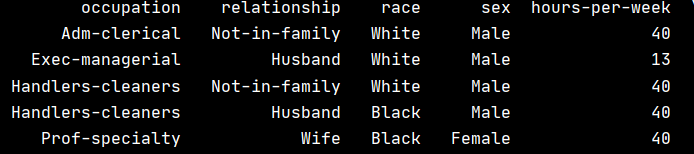 occupation relationship race sex hours-per-week
Adm-clerical Not-in-family White Male 40
Exec-managerial Husband White Male 13
Handlers-cleaners Not-in-family White Male 40
Handlers-cleaners Husband Black Male 40
Prof-specialty Wife Black Female 40